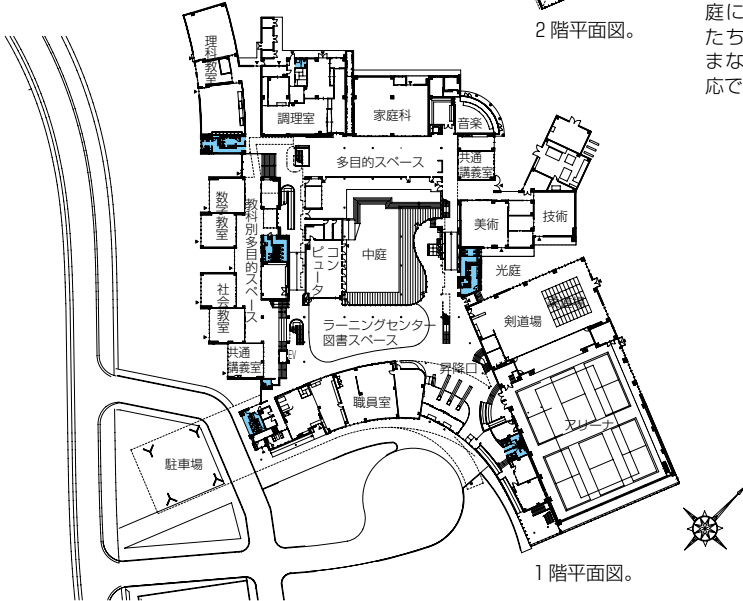 2階平面図。
庭に
たち
まな
応で
理科
教室
調理室
家庭科
音楽
多目的スペース
共通
講義室
数学
教室
教科別多目的スペース
コンピュータ
中庭
美術
技術
光庭
社会
教室
共通
講義室
EV
ラーニングセンター
図書スペース
剣道場
柔道場
昇降口
職員室
アリーナ
駐車場
1階平面図。